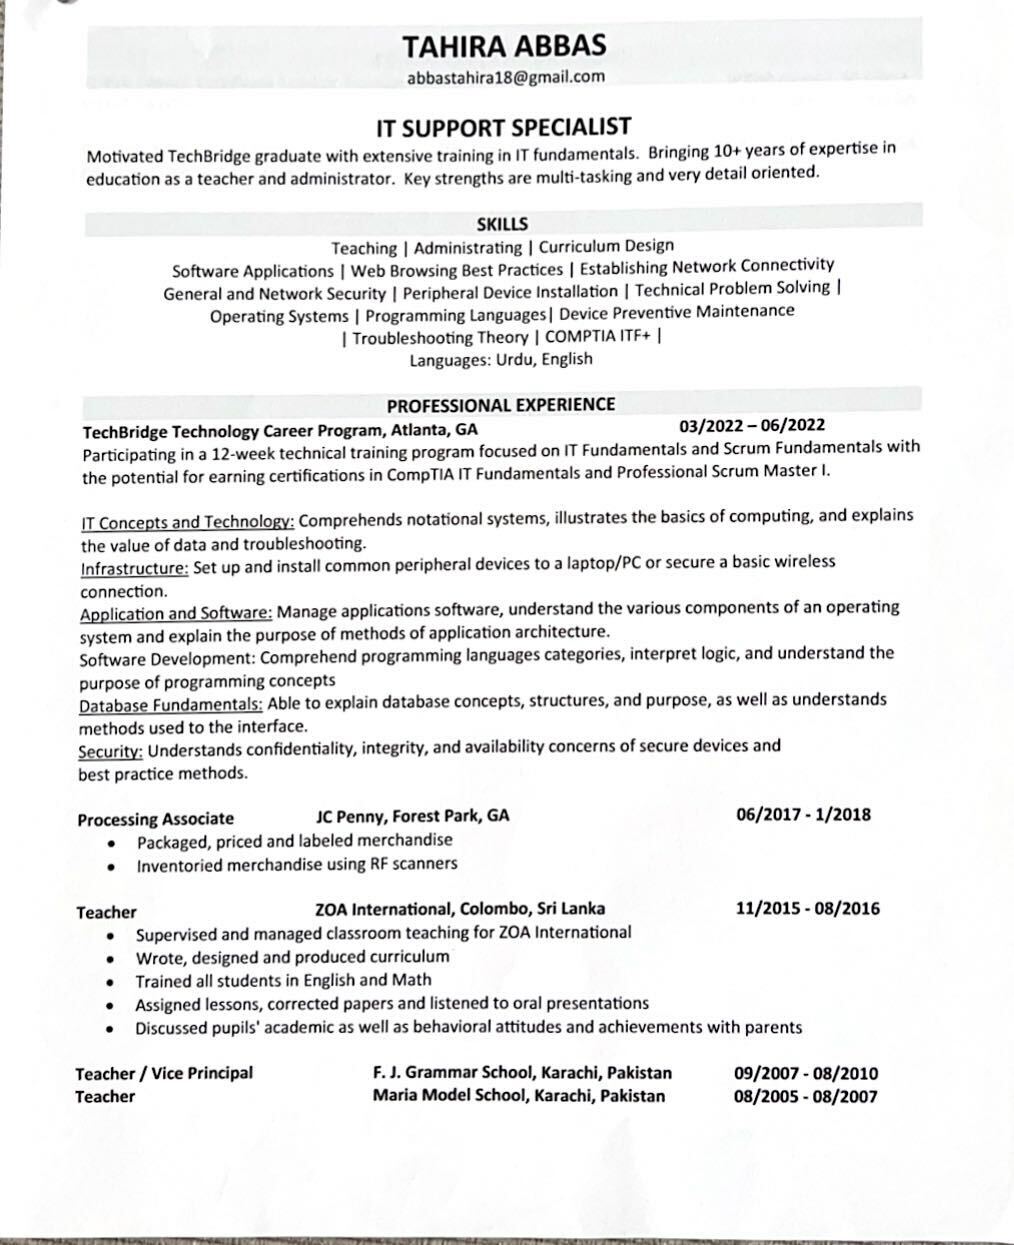 TAHIRA ABBAS
abbastahira18@gmail.com
IT SUPPORT SPECIALIST
Motivated TechBridge graduate with extensive training in IT fundamentals. Bringing 10+ years of expertise in
education as a teacher and administrator. Key strengths are multi-tasking and very detail oriented.
SKILLS
Teaching | Administrating | Curriculum Design
Software Applications | Web Browsing Best Practices | Establishing Network Connectivity
General and Network Security | Peripheral Device Installation | Technical Problem Solving |
Operating Systems | Programming Languages| Device Preventive Maintenance
| Troubleshooting Theory | COMPTIA ITF+ |
Languages: Urdu, English
PROFESSIONAL EXPERIENCE
TechBridge Technology Career Program, Atlanta, GA 03/2022 – 06/2022
Participating in a 12-week technical training program focused on IT Fundamentals and Scrum Fundamentals with
the potential for earning certifications in CompTIA IT Fundamentals and Professional Scrum Master I.
IT Concepts and Technology: Comprehends notational systems, illustrates the basics of computing, and explains
the value of data and troubleshooting.
Infrastructure: Set up and install common peripheral devices to a laptop/PC or secure a basic wireless
connection.
Application and Software: Manage applications software, understand the various components of an operating
system and explain the purpose of methods of application architecture.
Software Development: Comprehend programming languages categories, interpret logic, and understand the
purpose of programming concepts
Database Fundamentals: Able to explain database concepts, structures, and purpose, as well as understands
methods used to the interface.
Security: Understands confidentiality, integrity, and availability concerns of secure devices and
best practice methods.
Processing Associate JC Penny, Forest Park, GA 06/2017 - 1/2018
• Packaged, priced and labeled merchandise
• Inventoried merchandise using RF scanners
Teacher ZOA International, Colombo, Sri Lanka 11/2015 - 08/2016
• Supervised and managed classroom teaching for ZOA International
• Wrote, designed and produced curriculum
• Trained all students in English and Math
• Assigned lessons, corrected papers and listened to oral presentations
• Discussed pupils' academic as well as behavioral attitudes and achievements with parents
Teacher / Vice Principal F. J. Grammar School, Karachi, Pakistan 09/2007 - 08/2010
Teacher Maria Model School, Karachi, Pakistan 08/2005 - 08/2007